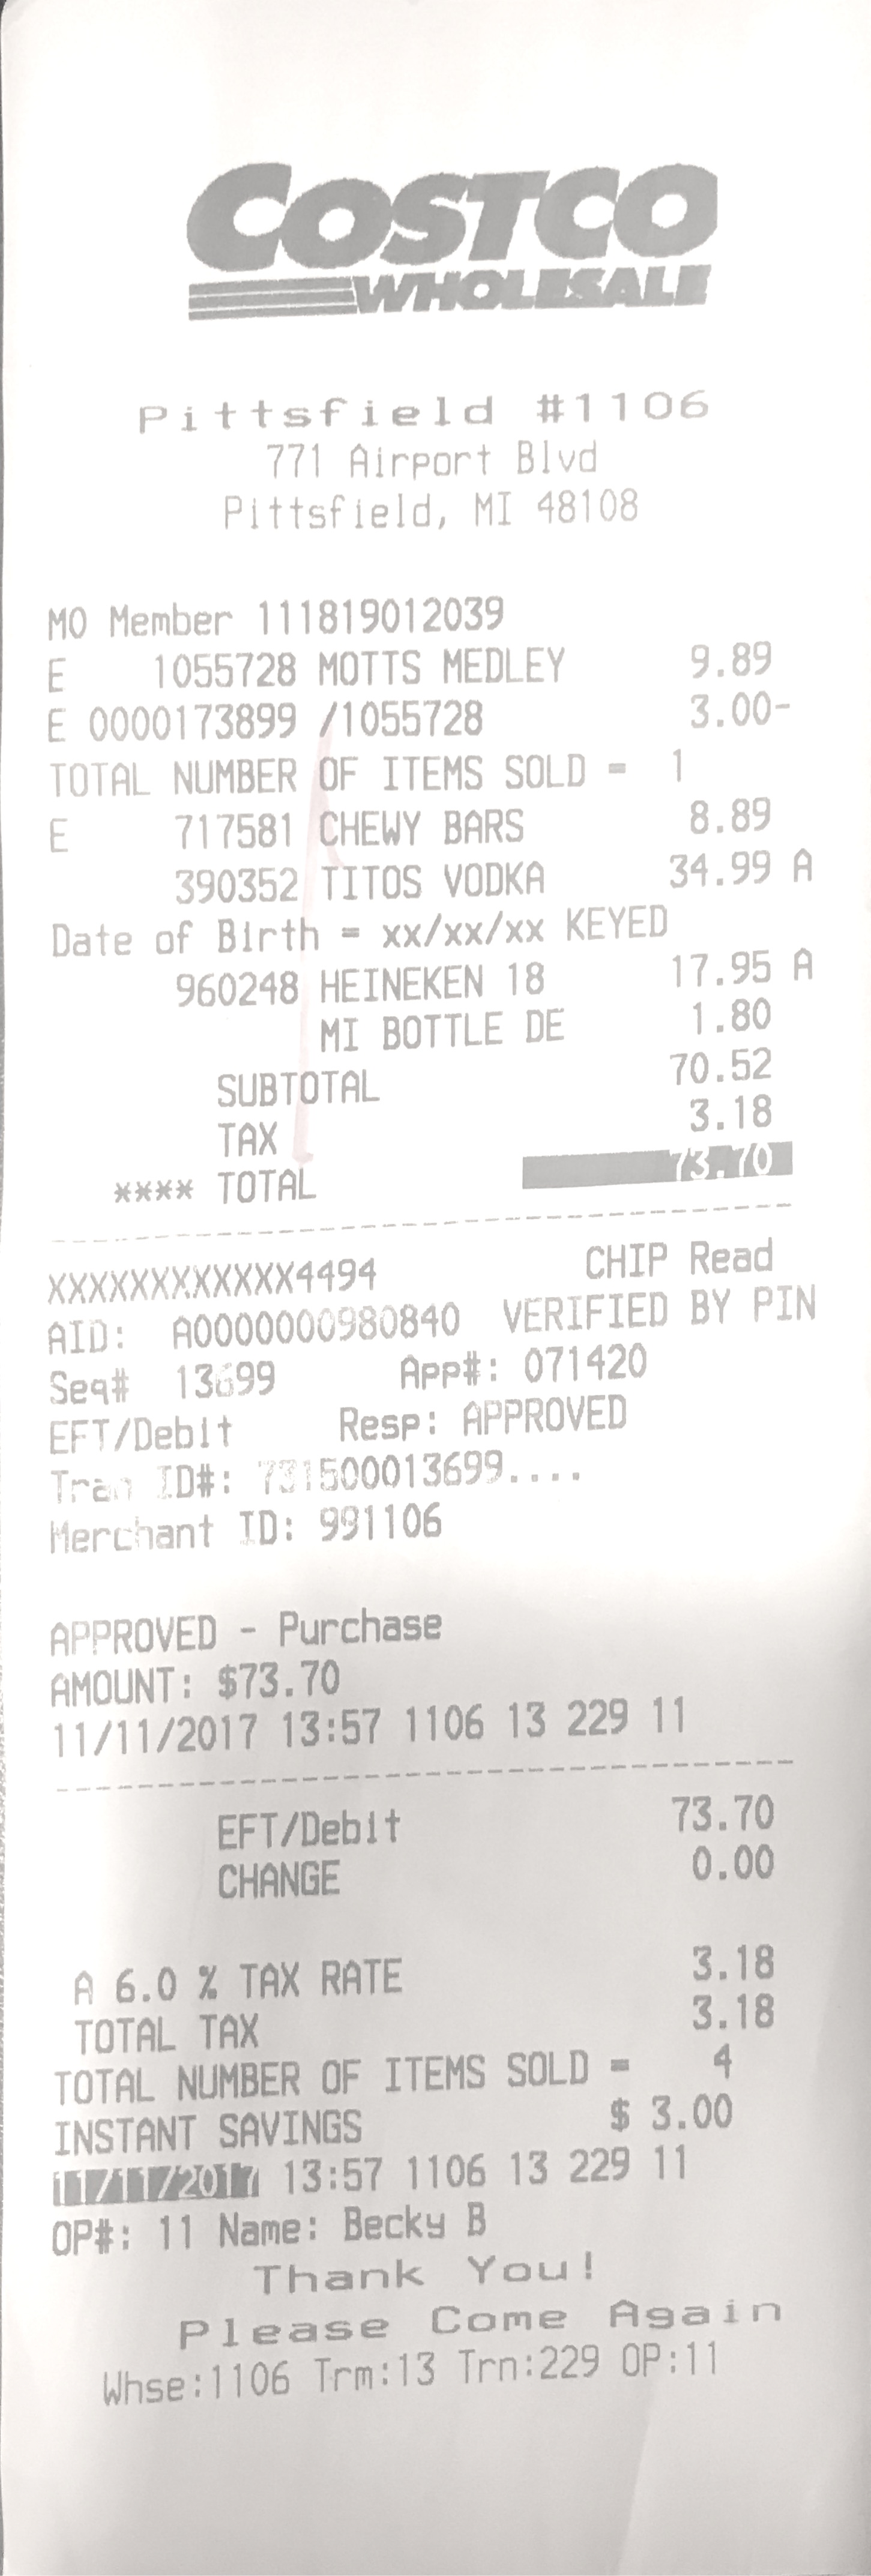 COSTCO
WHOLESALE
Pittsfield #1106
771 Airport Blvd
Pittsfield, MI 48108
MO Member 111819012039
E 1055728 MOTTS MEDLEY 9.89
E 0000173899 /1055728 3.00-
TOTAL NUMBER OF ITEMS SOLD = 1
E 717581 CHEWY BARS 8.89
390352 TITOS VODKA 34.99 A
Date of Birth = xx/xx/xx KEYED
960248 HEINEKEN 18 17.95 A
MI BOTTLE DE 1.80
SUBTOTAL 70.52
TAX 3.18
**** TOTAL 73.70
XXXXXXXXXXXX4494 CHIP Read
AID: A0000000980840 VERIFIED BY PIN
Seq# 13699 App#: 071420
EFT/Debit Resp: APPROVED
Tran ID#: 731500013699....
Merchant ID: 991106
APPROVED - Purchase
AMOUNT: $73.70
11/11/2017 13:57 1106 13 229 11
EFT/Debit 73.70
CHANGE 0.00
A 6.0 % TAX RATE 3.18
TOTAL TAX 3.18
TOTAL NUMBER OF ITEMS SOLD = 4
INSTANT SAVINGS $ 3.00
11/11/2017 13:57 1106 13 229 11
OP#: 11 Name: Becky B
Thank You!
Please Come Again
Whse:1106 Trm:13 Trn:229 OP:11